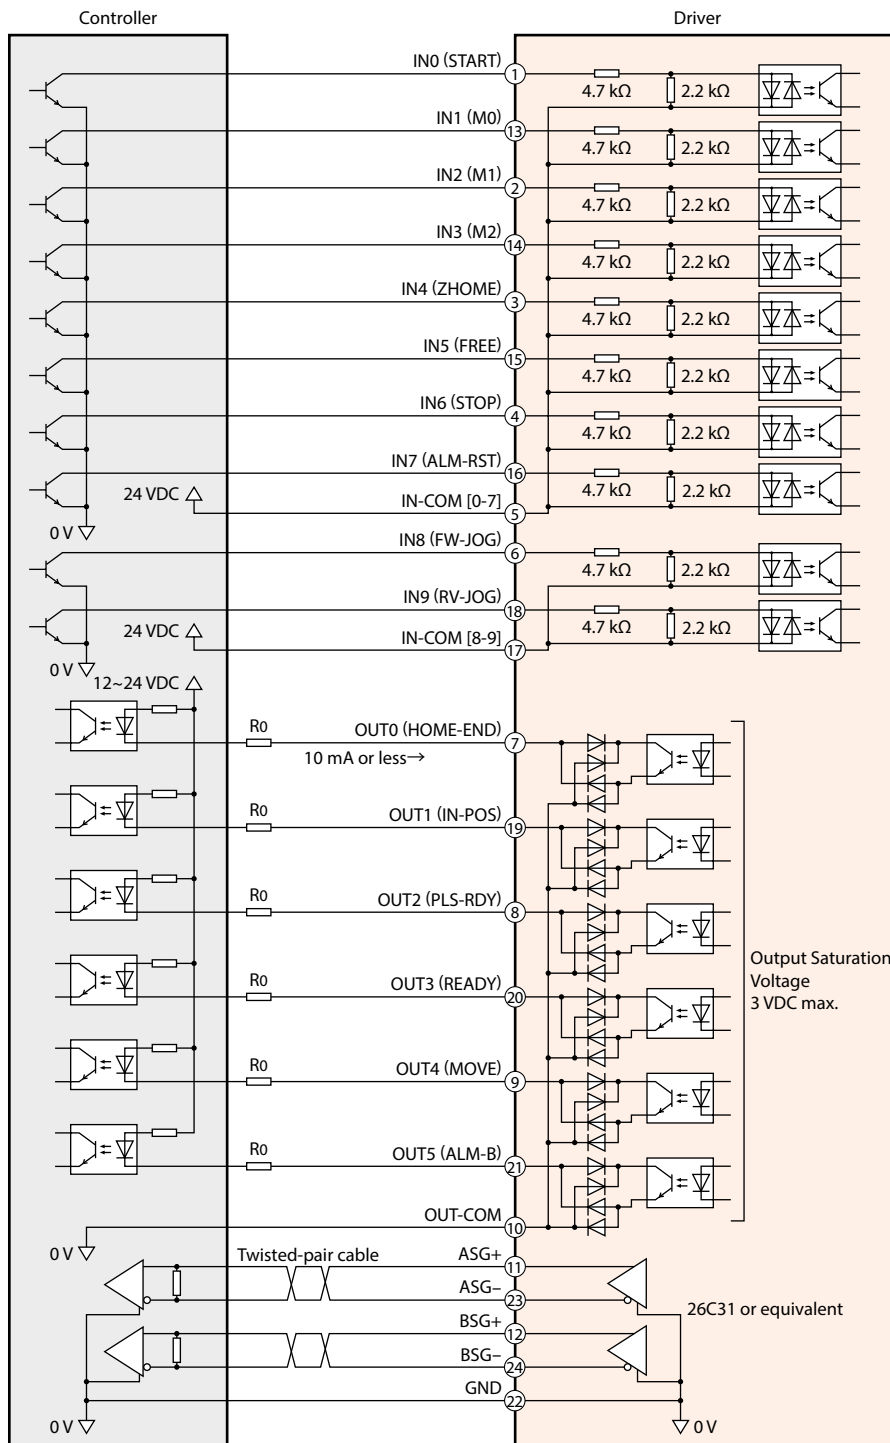 Controller
Driver
IN0 (START)
1
4.7 kΩ
2.2 kΩ
IN1 (M0)
13
4.7 kΩ
2.2 kΩ
IN2 (M1)
2
4.7 kΩ
2.2 kΩ
IN3 (M2)
14
4.7 kΩ
2.2 kΩ
IN4 (ZHOME)
3
4.7 kΩ
2.2 kΩ
IN5 (FREE)
15
4.7 kΩ
2.2 kΩ
IN6 (STOP)
4
4.7 kΩ
2.2 kΩ
IN7 (ALM-RST)
16
4.7 kΩ
2.2 kΩ
24 VDC
IN-COM [0-7]
5
0 V
IN8 (FW-JOG)
6
4.7 kΩ
2.2 kΩ
IN9 (RV-JOG)
18
4.7 kΩ
2.2 kΩ
24 VDC
IN-COM [8-9]
17
0 V
12~24 VDC
R0
OUT0 (HOME-END)
7
10 mA or less→
R0
OUT1 (IN-POS)
19
R0
OUT2 (PLS-RDY)
8
R0
OUT3 (READY)
20
Output Saturation
Voltage
3 VDC max.
R0
OUT4 (MOVE)
9
R0
OUT5 (ALM-B)
21
OUT-COM
10
0 V
Twisted-pair cable
ASG+
11
ASG–
23
26C31 or equivalent
BSG+
12
BSG–
24
GND
22
0 V
0 V